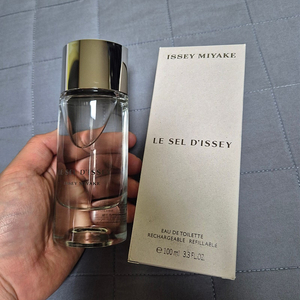 ISSEY MIYAKE
LE SEL D'ISSEY
EAU DE TOILETTE
RECHARGEABLE REFILLABLE
e 100 ml 3.3 FL.OZ.